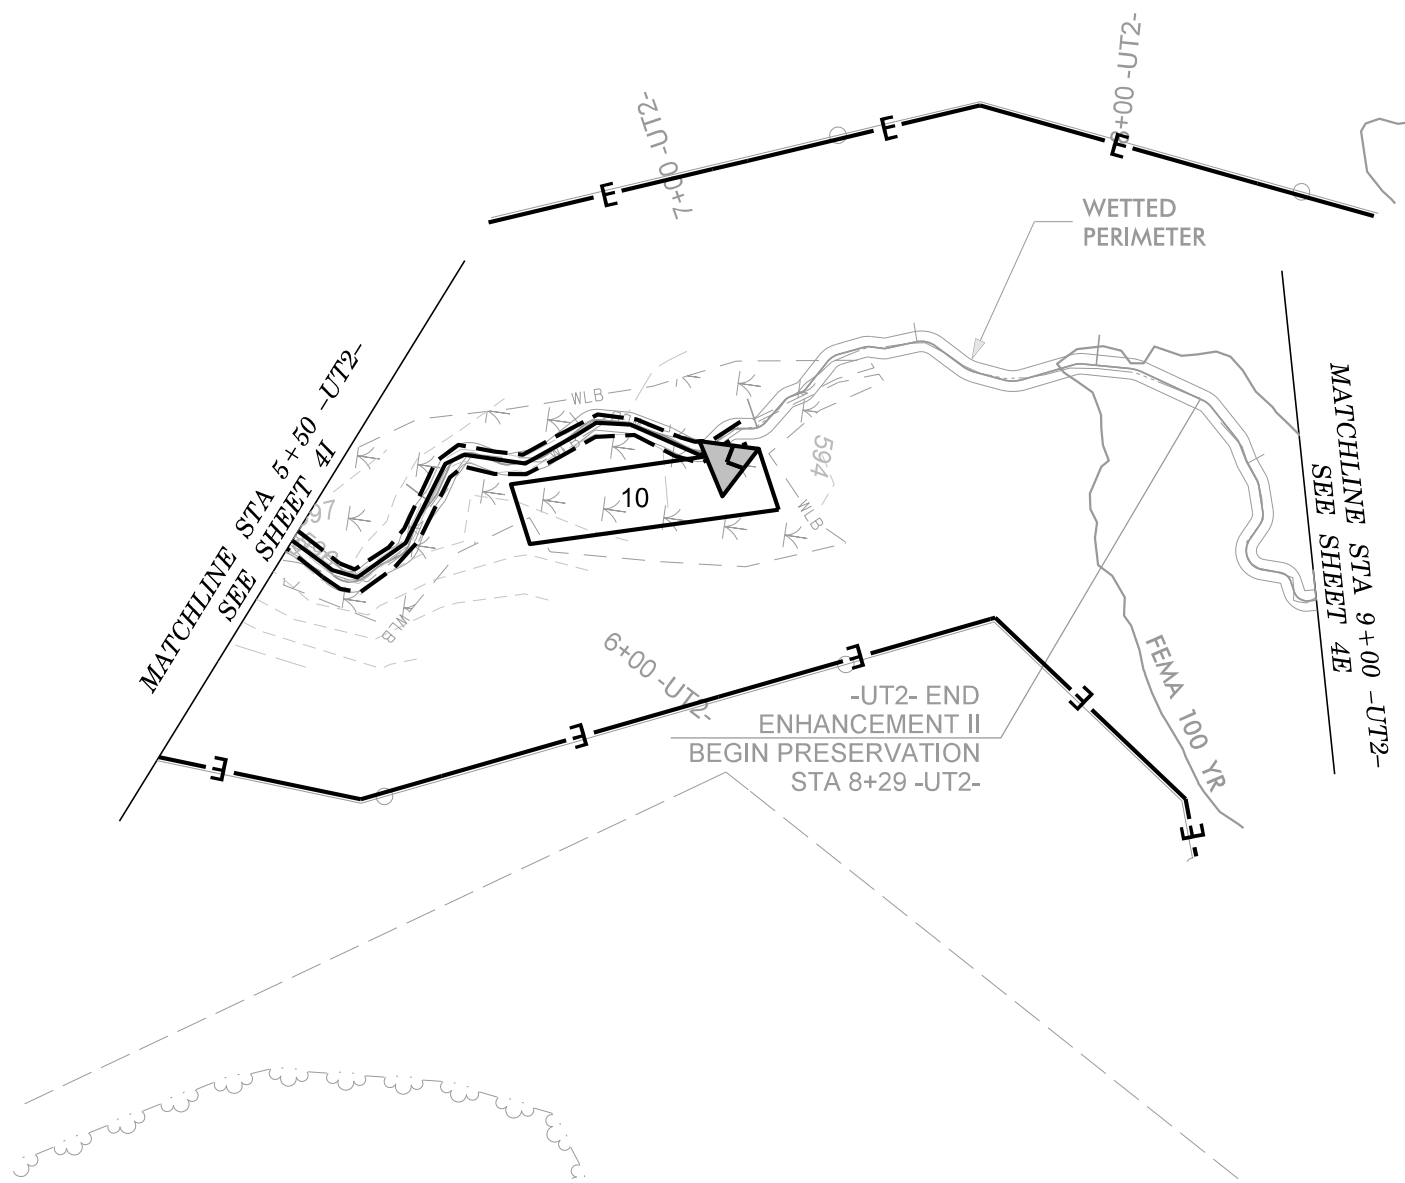 7+00 -UT2-
8+00 -UT2-
E
E
E
WETTED
PERIMETER
MATCHLINE STA 5+50 -UT2-
SEE SHEET 4I
WLB
WLB
594
WLB
10
597
WLB
MATCHLINE STA 9+00 -UT2-
SEE SHEET 4E
6+00 -UT2-
FEMA 100 YR
E
E
E
E
E
-UT2- END
ENHANCEMENT II
BEGIN PRESERVATION
STA 8+29 -UT2-